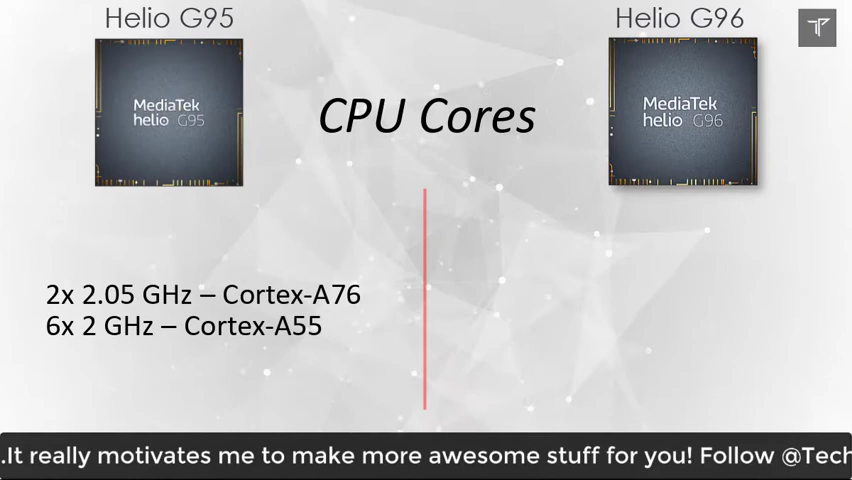 Helio G95
Helio G96
MediaTek
helio G95
CPU Cores
MediaTek
helio G96
2x 2.05 GHz – Cortex-A76
6x 2 GHz – Cortex-A55
.It really motivates me to make more awesome stuff for you! Follow @Tech